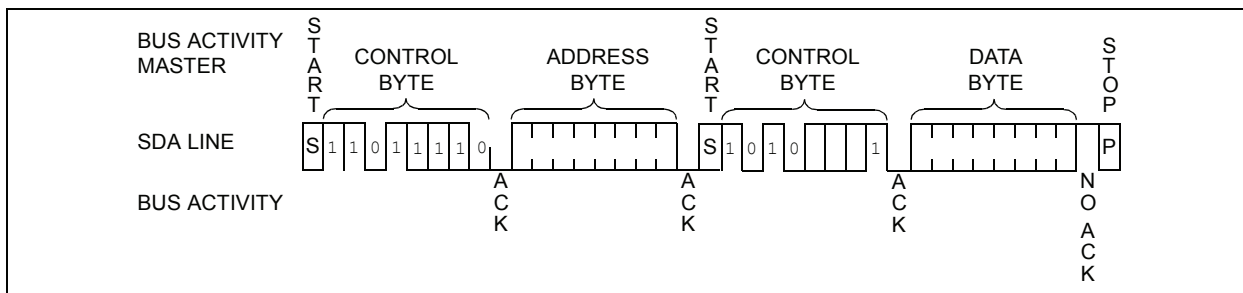 BUS ACTIVITY
MASTER
START
CONTROL
BYTE
ADDRESS
BYTE
START
CONTROL
BYTE
DATA
BYTE
STOP
SDA LINE
S 1 1 0 1 1 1 1 0
S 1 0 1 0 1
P
BUS ACTIVITY
ACK
ACK
ACK
NO ACK